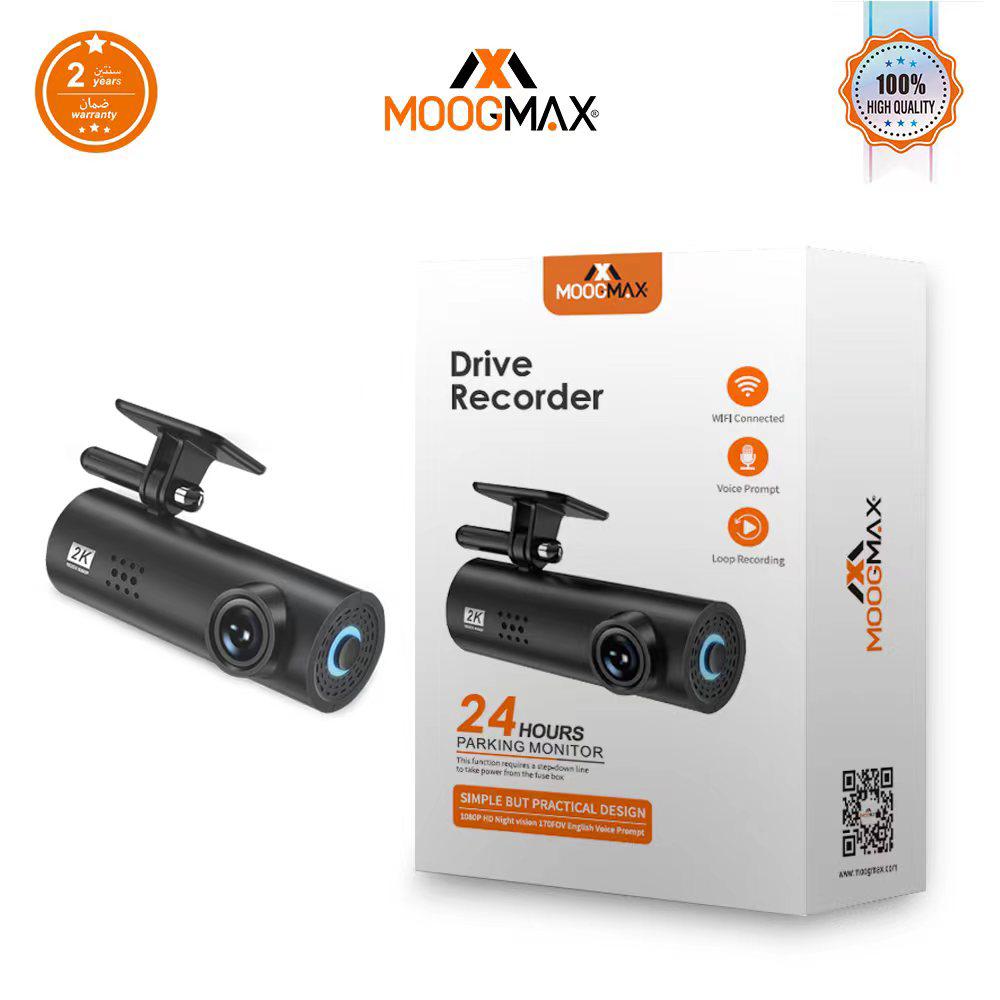 2 سنتين
years
ضمان
warranty
MOOGMAX®
100%
HIGH QUALITY
MOOGMAX
Drive
Recorder
WIFI Connected
Voice Prompt
Loop Recording
2K
2K
MOOGMAX®
24 HOURS
PARKING MONITOR
This function requires a step-down line
to take power from the fuse box
SIMPLE BUT PRACTICAL DESIGN
1080P HD Night vision 170FOV English Voice Prompt
www.moogmax.com